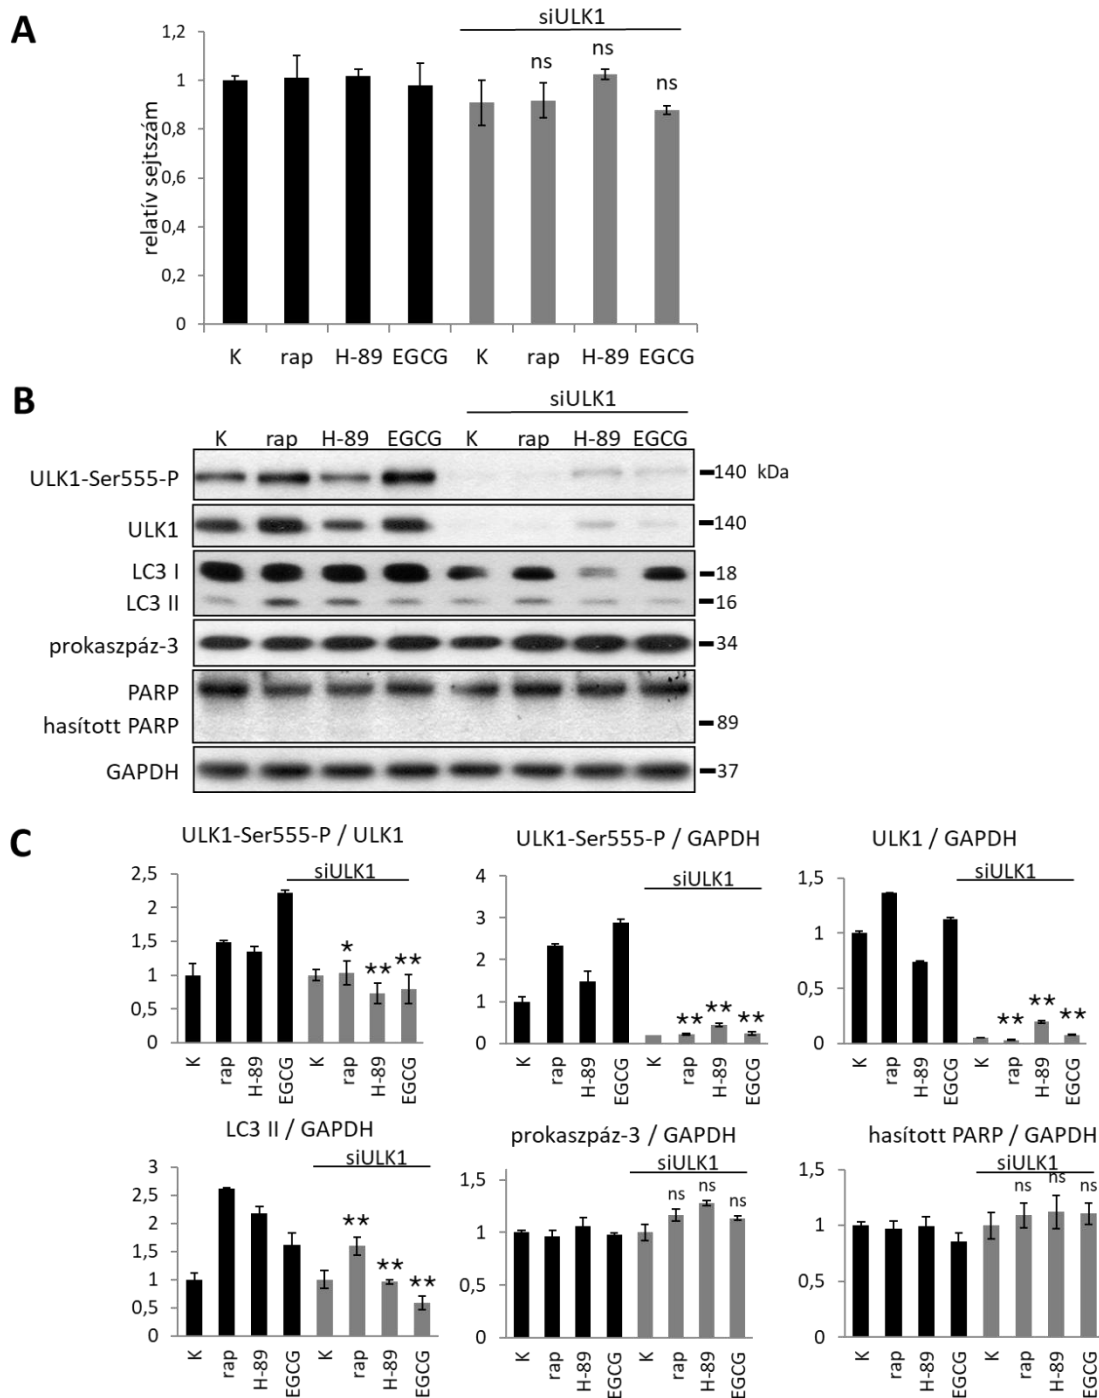 A
siULK1
1,2
1
0,8
0,6
0,4
0,2
0
relatív sejtszám
ns ns ns
K rap H-89 EGCG K rap H-89 EGCG
B
siULK1
K rap H-89 EGCG K rap H-89 EGCG
ULK1-Ser555-P 140 kDa
ULK1 140
LC3 I 18
LC3 II 16
prokaszpáz-3 34
PARP
hasított PARP 89
GAPDH 37
C
ULK1-Ser555-P / ULK1
siULK1
2,5
2
1,5
1
0,5
0
* ** **
K rap H-89 EGCG K rap H-89 EGCG
ULK1-Ser555-P / GAPDH
siULK1
4
3
2
1
0
** ** **
K rap H-89 EGCG K rap H-89 EGCG
ULK1 / GAPDH
siULK1
1,5
1
0,5
0
** ** **
K rap H-89 EGCG K rap H-89 EGCG
LC3 II / GAPDH
siULK1
3
2,5
2
1,5
1
0,5
0
** ** **
K rap H-89 EGCG K rap H-89 EGCG
prokaszpáz-3 / GAPDH
siULK1
1,5
1
0,5
0
ns ns ns
K rap H-89 EGCG K rap H-89 EGCG
hasított PARP / GAPDH
siULK1
1,5
1
0,5
0
ns ns ns
K rap H-89 EGCG K rap H-89 EGCG